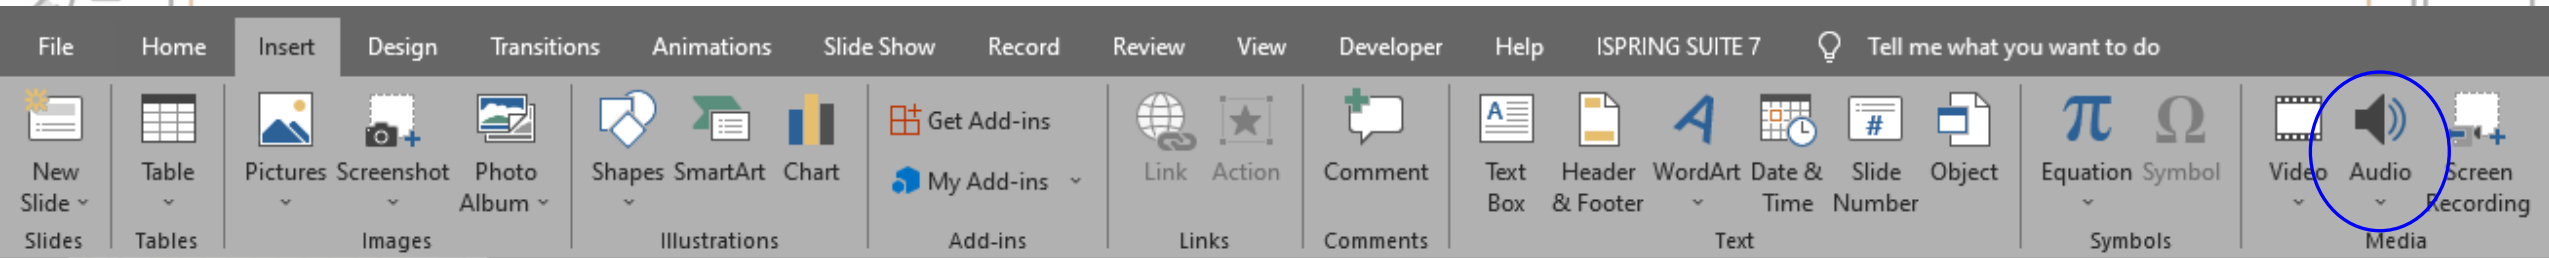 File Home Insert Design Transitions Animations Slide Show Record Review View Developer Help ISPRING SUITE 7 Tell me what you want to do
New Slide
Table
Pictures
Screenshot
Photo Album
Shapes
SmartArt
Chart
Get Add-ins
My Add-ins
Link
Action
Comment
A
Text Box
Header & Footer
A
WordArt
Date & Time
#
Slide Number
Object
π
Equation
Ω
Symbol
Video
Audio
Screen Recording
Slides Tables Images Illustrations Add-ins Links Comments Text Symbols Media